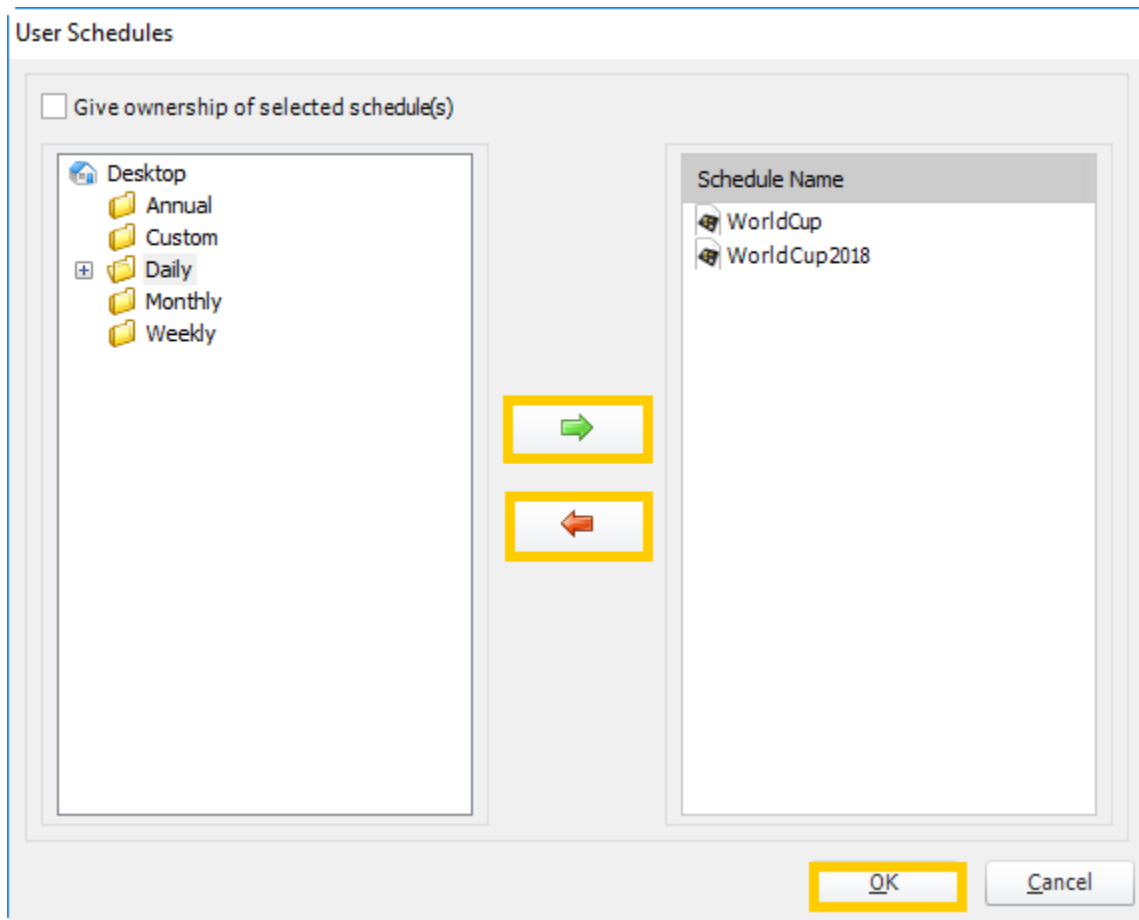 User Schedules
Give ownership of selected schedule(s)
Desktop
Annual
Custom
Daily
Monthly
Weekly
Schedule Name
WorldCup
WorldCup2018
OK
Cancel